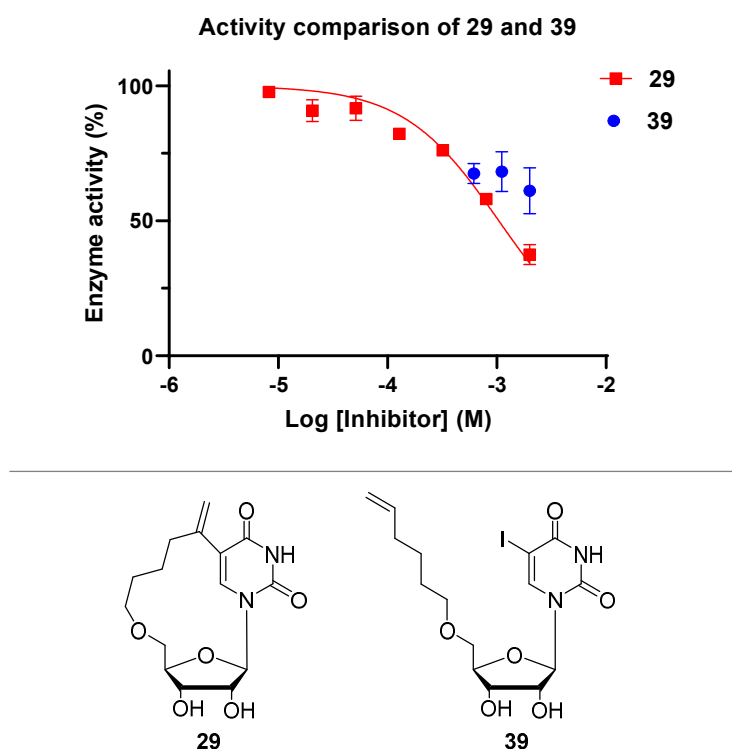 Activity comparison of 29 and 39
Enzyme activity (%)
100
50
0
-6 -5 -4 -3 -2
Log [Inhibitor] (M)
29
39
O
NH
N
O
O
O
OH OH
29
I
O
NH
N
O
O
O
OH OH
39